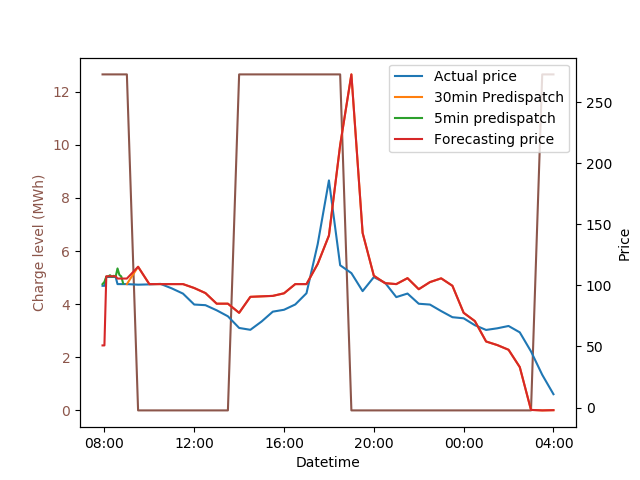 Actual price
30min Predispatch
5min predispatch
Forecasting price
Charge level (MWh)
12
10
8
6
4
2
0
250
200
150
100
50
0
Price
08:00 12:00 16:00 20:00 00:00 04:00
Datetime